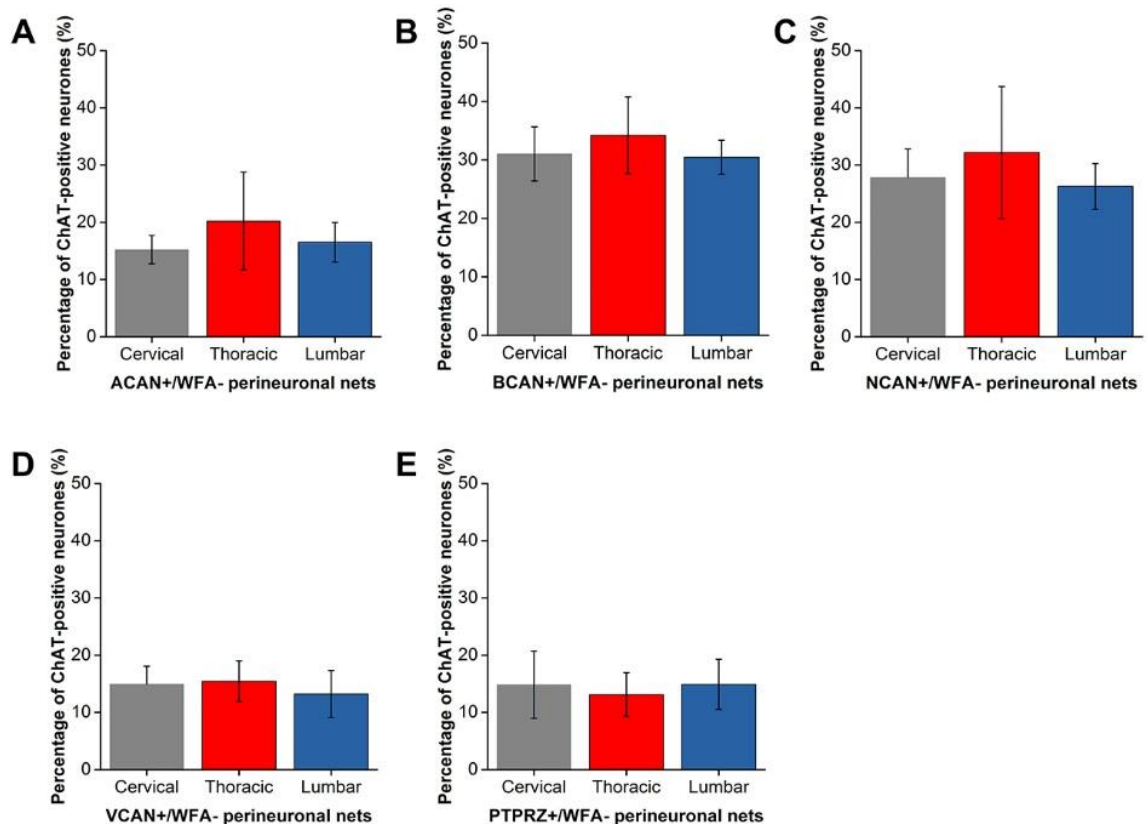 A
Percentage of ChAT-positive neurones (%)
50
40
30
20
10
0
Cervical Thoracic Lumbar
ACAN+/WFA- perineuronal nets
B
Percentage of ChAT-positive neurones (%)
50
40
30
20
10
0
Cervical Thoracic Lumbar
BCAN+/WFA- perineuronal nets
C
Percentage of ChAT-positive neurones (%)
50
40
30
20
10
0
Cervical Thoracic Lumbar
NCAN+/WFA- perineuronal nets
D
Percentage of ChAT-positive neurones (%)
50
40
30
20
10
0
Cervical Thoracic Lumbar
VCAN+/WFA- perineuronal nets
E
Percentage of ChAT-positive neurones (%)
50
40
30
20
10
0
Cervical Thoracic Lumbar
PTPRZ+/WFA- perineuronal nets